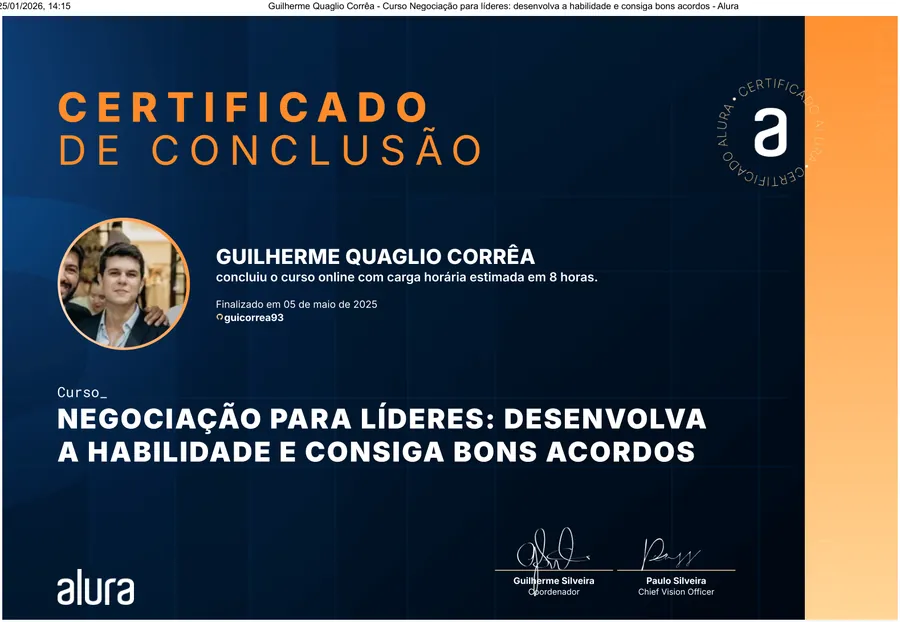 25/01/2026, 14:15
Guilherme Quaglio Corrêa - Curso Negociação para líderes: desenvolva a habilidade e consiga bons acordos - Alura
CERTIFICADO
DE CONCLUSÃO
CERTIFICADO ALURA • CERTIFICADO ALURA •
a
GUILHERME QUAGLIO CORRÊA
concluiu o curso online com carga horária estimada em 8 horas.
Finalizado em 05 de maio de 2025
guicorrea93
Curso_
NEGOCIAÇÃO PARA LÍDERES: DESENVOLVA
A HABILIDADE E CONSIGA BONS ACORDOS
alura
Guilherme Silveira
Coordenador
Paulo Silveira
Chief Vision Officer